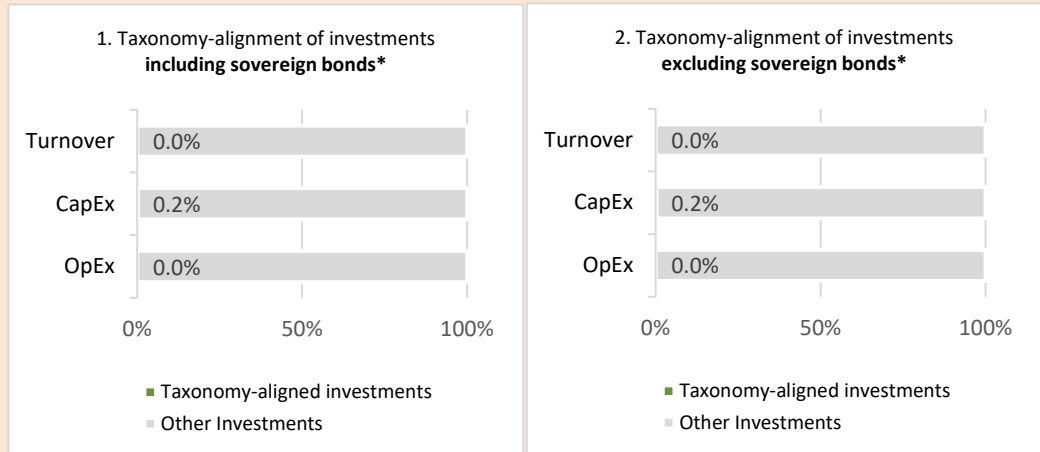 1. Taxonomy-alignment of investments
including sovereign bonds*
Turnover
0.0%
CapEx
0.2%
OpEx
0.0%
0%
50%
100%
Taxonomy-aligned investments
Other Investments
2. Taxonomy-alignment of investments
excluding sovereign bonds*
Turnover
0.0%
CapEx
0.2%
OpEx
0.0%
0%
50%
100%
Taxonomy-aligned investments
Other Investments